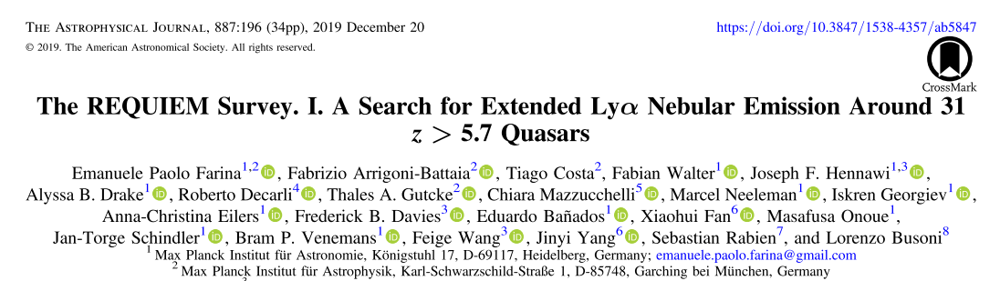 THE ASTROPHYSICAL JOURNAL, 887:196 (34pp), 2019 December 20
https://doi.org/10.3847/1538-4357/ab5847
© 2019. The American Astronomical Society. All rights reserved.
CrossMark
The REQUIEM Survey. I. A Search for Extended Lyα Nebular Emission Around 31
z > 5.7 Quasars
Emanuele Paolo Farina1,2, Fabrizio Arrigoni-Battaia2, Tiago Costa2, Fabian Walter1, Joseph F. Hennawi1,3,
Alyssa B. Drake1, Roberto Decarli4, Thales A. Gutcke2, Chiara Mazzucchelli5, Marcel Neeleman1, Iskren Georgiev1,
Anna-Christina Eilers1, Frederick B. Davies3, Eduardo Bañados1, Xiaohui Fan6, Masafusa Onoue1,
Jan-Torge Schindler1, Bram P. Venemans1, Feige Wang3, Jinyi Yang6, Sebastian Rabien7, and Lorenzo Busoni8
1 Max Planck Institut für Astronomie, Königstuhl 17, D-69117, Heidelberg, Germany; emanuele.paolo.farina@gmail.com
2 Max Planck Institut für Astrophysik, Karl-Schwarzschild-Straße 1, D-85748, Garching bei München, Germany